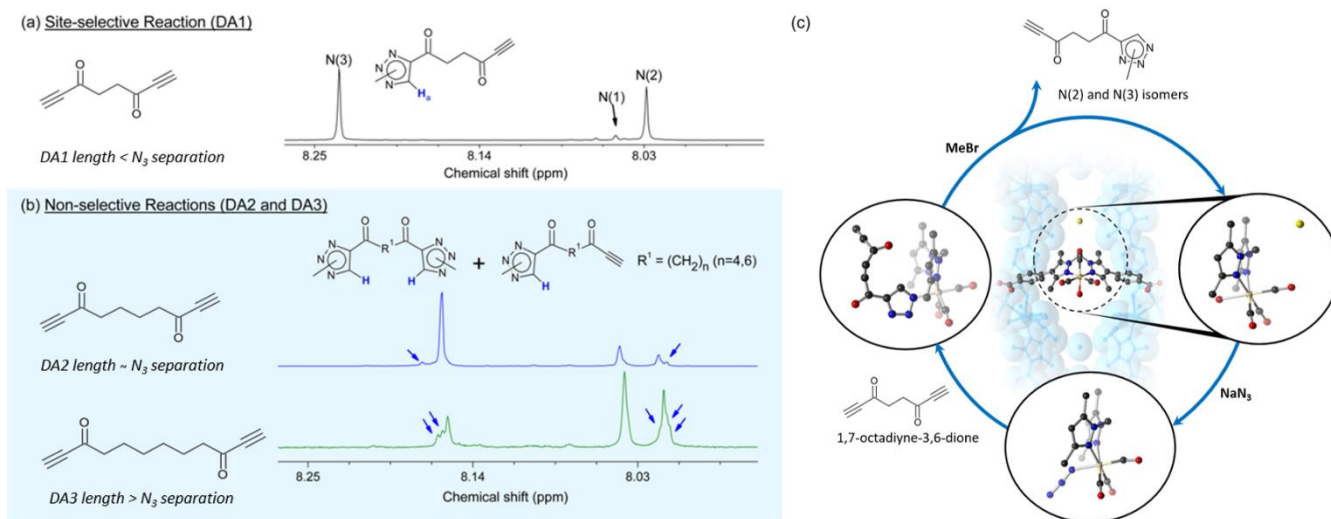 (a) Site-selective Reaction (DA1)
(c)
O
O
DA1 length < N₃ separation
N(3)
N
N
N
Hₐ
O
O
N(1)
N(2)
8.25
8.14
8.03
Chemical shift (ppm)
(b) Non-selective Reactions (DA2 and DA3)
O
O
R¹
N
N
N
N
N
N
H
H
+
O
O
R¹
N
N
N
H
R¹ = (CH₂)ₙ (n=4,6)
O
O
DA2 length ~ N₃ separation
O
O
DA3 length > N₃ separation
8.25
8.14
8.03
Chemical shift (ppm)
O
O
N
N
N
N(2) and N(3) isomers
MeBr
NaN₃
O
O
1,7-octadiyne-3,6-dione